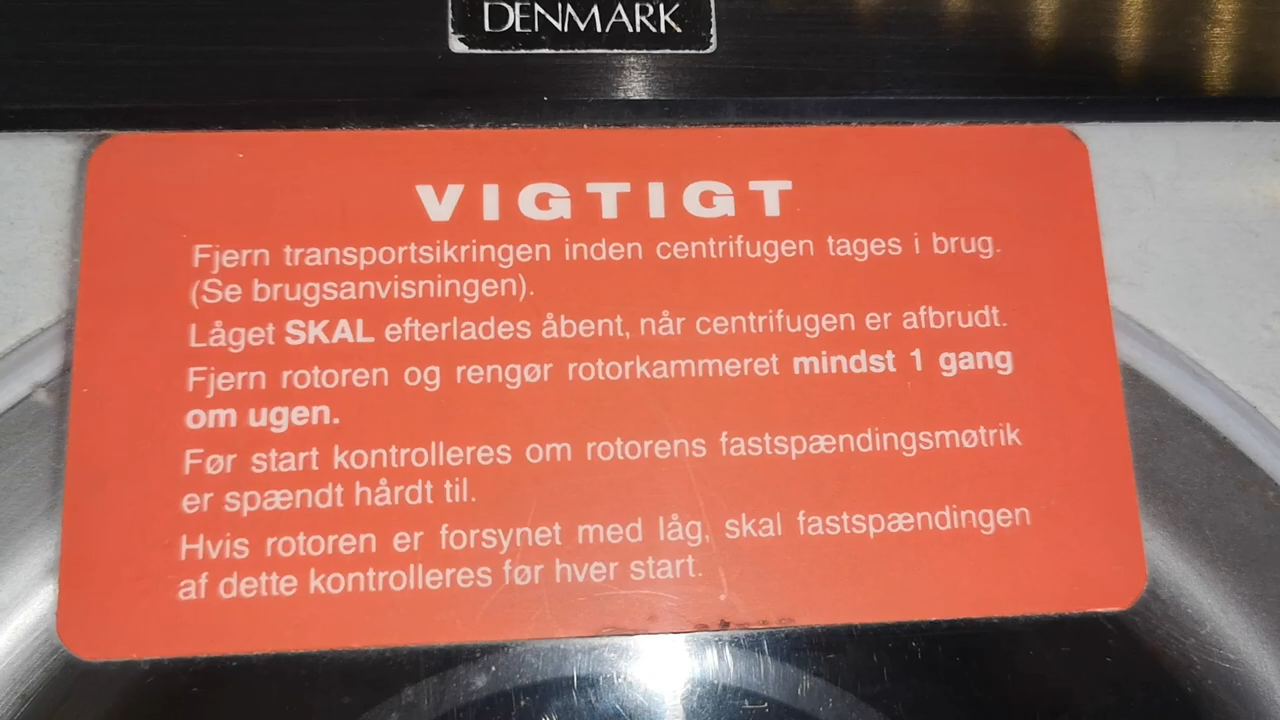 DENMARK
VIGTIGT
Fjern transportsikringen inden centrifugen tages i brug.
(Se brugsanvisningen).
Låget SKAL efterlades åbent, når centrifugen er afbrudt.
Fjern rotoren og rengør rotorkammeret mindst 1 gang
om ugen.
Før start kontrolleres om rotorens fastspændingsmøtrik
er spændt hårdt til.
Hvis rotoren er forsynet med låg, skal fastspændingen
af dette kontrolleres før hver start.